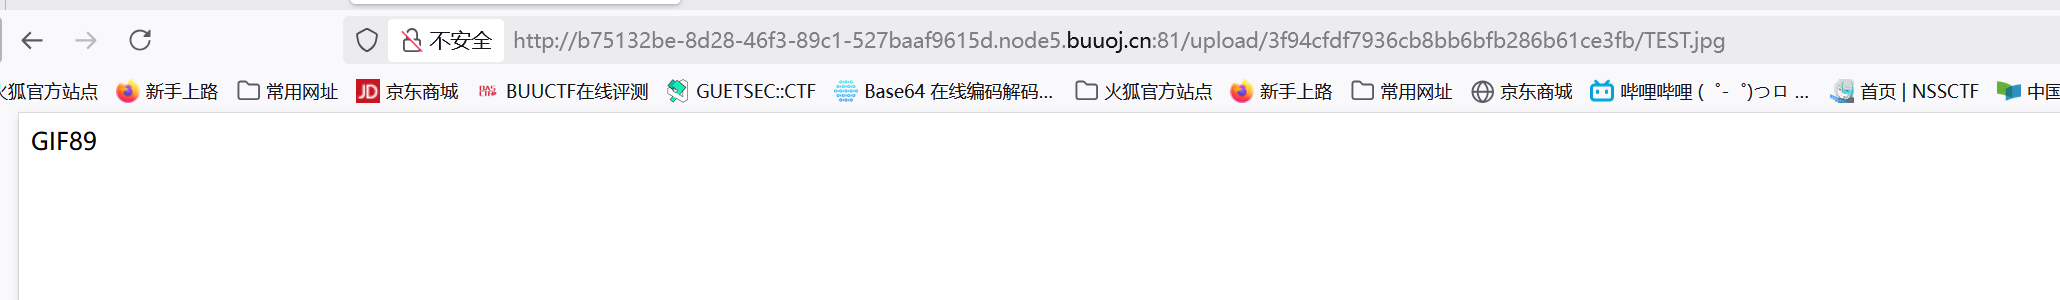 不安全 http://b75132be-8d28-46f3-89c1-527baaf9615d.node5.buuoj.cn:81/upload/3f94cfdf7936cb8bb6bfb286b61ce3fb/TEST.jpg
火狐官方站点 新手上路 常用网址 JD 京东商城 BUUCTF在线评测 GUETSEC::CTF Base64 在线编码解码... 火狐官方站点 新手上路 常用网址 京东商城 哔哩哔哩 (゜-゜)つロ ... 首页 | NSSCTF 中国
GIF89